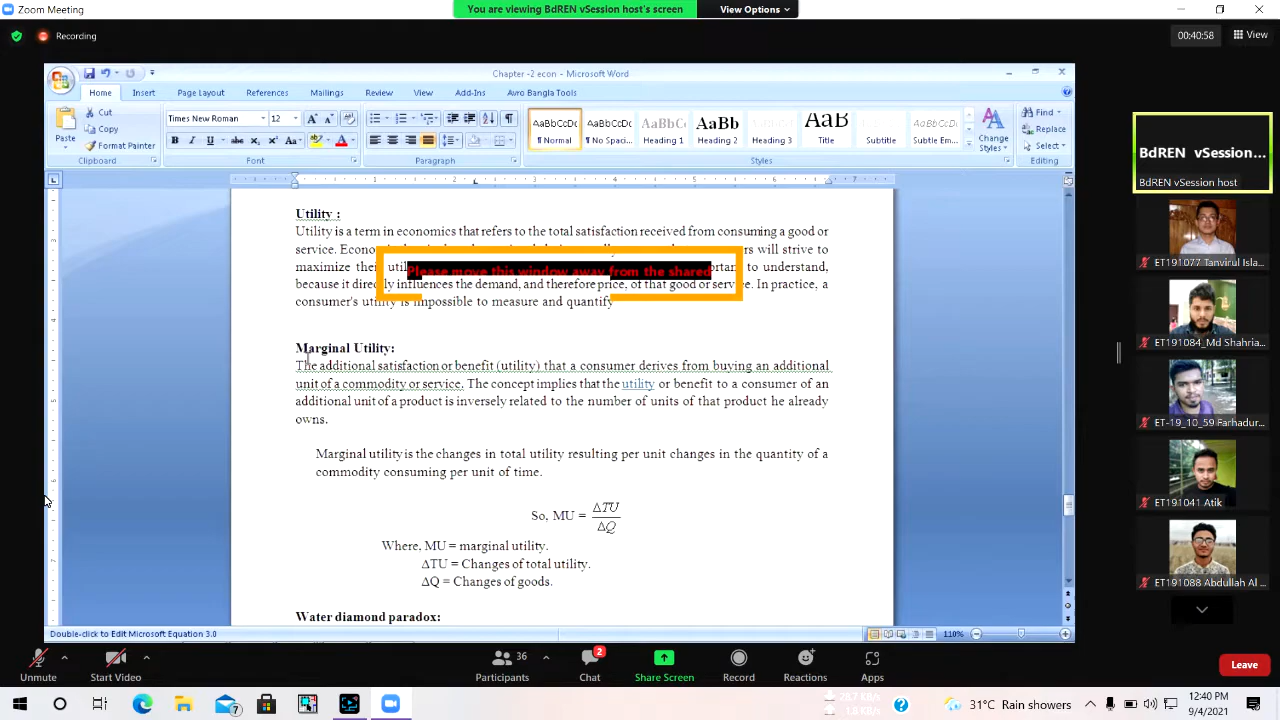 Zoom Meeting
You are viewing BdREN vSession host's screen
View Options
Recording
00:40:58
View
Chapter -2 econ - Microsoft Word
Home Insert Page Layout References Mailings Review View Add-Ins Avro Bangla Tools
Paste
Cut
Copy
Format Painter
Clipboard
Times New Roman 12
Font
Paragraph
AaBbCcDc AaBbCcDc AaBbCc AaBb AaBbCc AaBb AaBbCcDc
¶ Normal ¶ No Spaci... Heading 1 Heading 2 Heading 3 Title Subtitle Subtle Em...
Styles
Change Styles
Find
Replace
Select
Editing
Utility :
Utility is a term in economics that refers to the total satisfaction received from consuming a good or
service. will strive to
maximize their to understand,
Please move this window away from the shared
because it directly influences the demand, and therefore price, of that good or service. In practice, a
consumer's utility is impossible to measure and quantify
Marginal Utility:
The additional satisfaction or benefit (utility) that a consumer derives from buying an additional
unit of a commodity or service. The concept implies that the utility or benefit to a consumer of an
additional unit of a product is inversely related to the number of units of that product he already
owns.
Marginal utility is the changes in total utility resulting per unit changes in the quantity of a
commodity consuming per unit of time.
So, MU = ΔTU
ΔQ
Where, MU = marginal utility.
ΔTU = Changes of total utility.
ΔQ = Changes of goods.
Water diamond paradox:
Double-click to Edit Microsoft Equation 3.0
110%
BdREN vSession...
BdREN vSession host
ET191077 Tanvirul Isla...
ET191084_Md Shahria...
ET-19_10_59 Farhadur...
ET191041 Atik
ET191088 Abdullah Al ...
Unmute
Start Video
36
Participants
2
Chat
Share Screen
Record
Reactions
Apps
Leave
7
31°C Rain showers
12:40 PM
9/4/2021